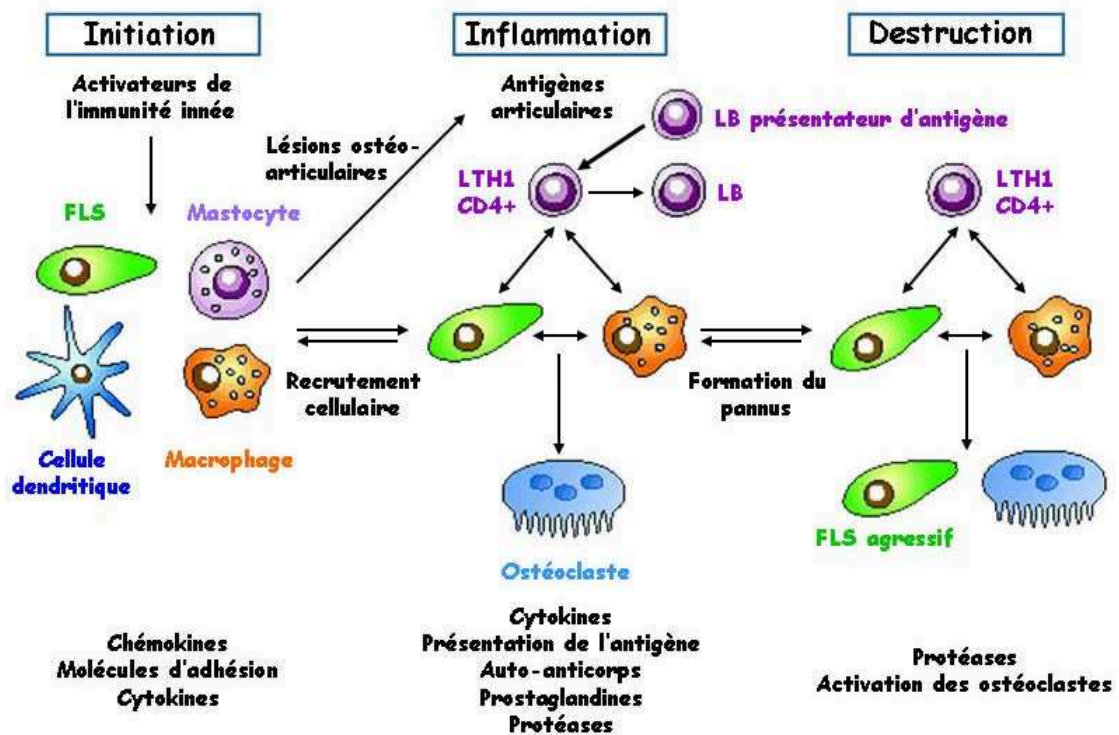 Initiation
Activateurs de
l'immunité innée
FLS
Mastocyte
Cellule
dendritique
Macrophage
Chémokines
Molécules d'adhésion
Cytokines
Lésions ostéo-
articulaires
Recrutement
cellulaire
Inflammation
Antigènes
articulaires
LB présentateur d'antigène
LTH1
CD4+
LB
Ostéoclaste
Cytokines
Présentation de l'antigène
Auto-anticorps
Prostaglandines
Protéases
Formation du
pannus
Destruction
LTH1
CD4+
FLS agressif
Protéases
Activation des ostéoclastes